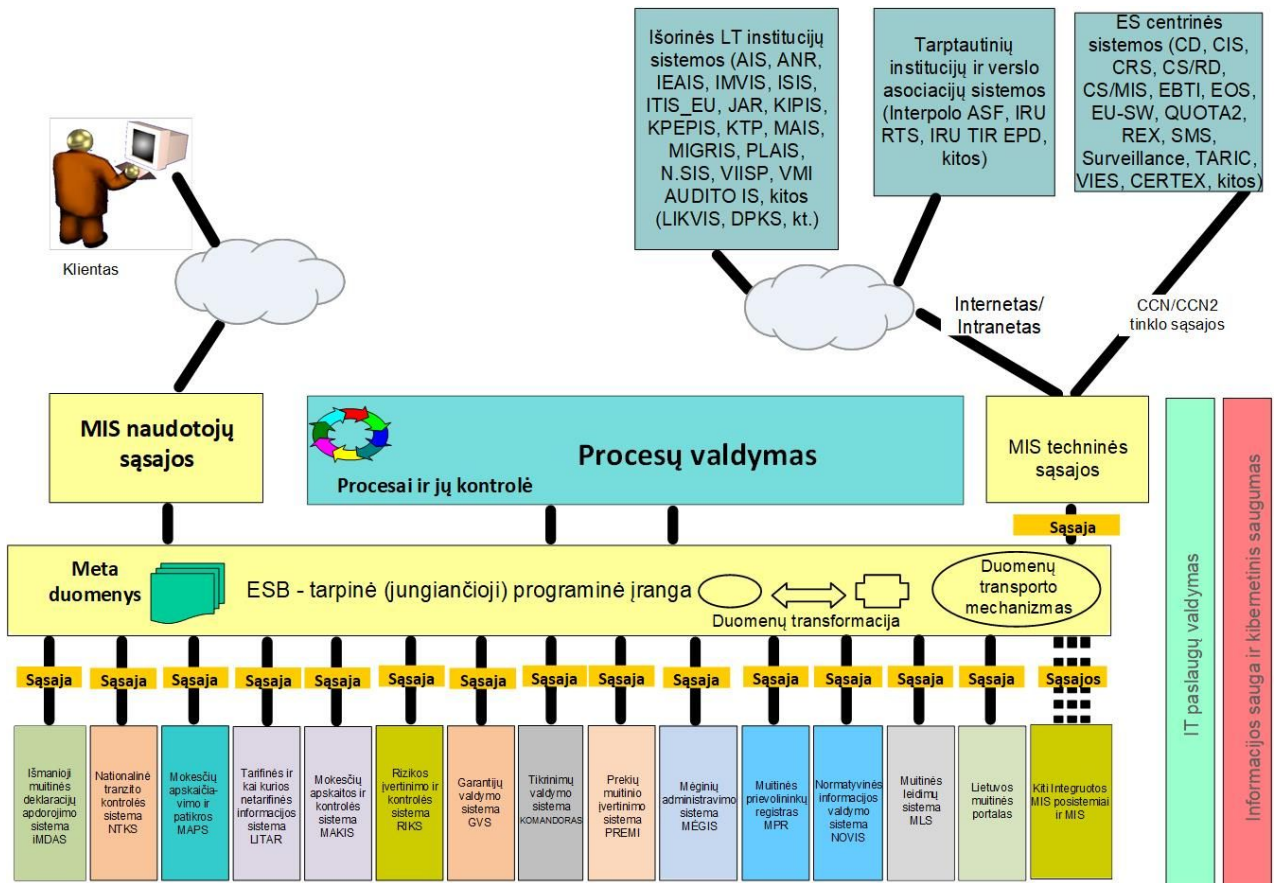 Išorinės LT institucijų
sistemos (AIS, ANR,
IEAIS, IMVIS, ISIS,
ITIS_EU, JAR, KIPIS,
KPEPIS, KTP, MAIS,
MIGRIS, PLAIS,
N.SIS, VIISP, VMI
AUDITO IS, kitos
(LIKVIS, DPKS, kt.)
Tarptautinių
institucijų ir verslo
asociacijų sistemos
(Interpolo ASF, IRU
RTS, IRU TIR EPD,
kitos)
ES centrinės
sistemos (CD, CIS,
CRS, CS/RD,
CS/MIS, EBTI, EOS,
EU-SW, QUOTA2,
REX, SMS,
Surveillance, TARIC,
VIES, CERTEX, kitos)
Klientas
Internetas/
Intranetas
CCN/CCN2
tinklo sąsajos
MIS naudotojų
sąsajos
Procesų valdymas
Procesai ir jų kontrolė
MIS techninės
sąsajos
Sąsaja
Meta
duomenys
ESB - tarpinė (jungiančioji) programinė įranga
Duomenų transformacija
Duomenų
transporto
mechanizmas
Sąsaja
Sąsaja
Sąsaja
Sąsaja
Sąsaja
Sąsaja
Sąsaja
Sąsaja
Sąsaja
Sąsaja
Sąsaja
Sąsaja
Sąsaja
Sąsaja
Sąsajos
Išmanioji
muitinės
deklaracijų
apdorojimo
sistema
iMDAS
Nationalinė
tranzito
kontrolės
sistema
NTKS
Mokesčių
apskaičia-
vimo ir
patikros
MAPS
Tarifinės ir
kai kurios
netarifinės
informacijos
sistema
LITAR
Mokesčių
apskaitos ir
kontrolės
sistema
MAKIS
Rizikos
įvertinimo ir
kontrolės
sistema
RIKS
Garantijų
valdymo
sistema
GVS
Tikrinimų
valdymo
sistema
KOMANDORAS
Prekių
muitinio
įvertinimo
sistema
PREMI
Mėginių
administravimo
sistema
MĖGIS
Muitinės
prievolininkų
registras
MPR
Normatyvinės
informacijos
valdymo
sistema
NOVIS
Muitinės
leidimų
sistema
MLS
Lietuvos
muitinės
portalas
Kiti Integruotos
MIS posistemiai
ir MIS
IT paslaugų valdymas
Informacijos sauga ir kibernetinis saugumas